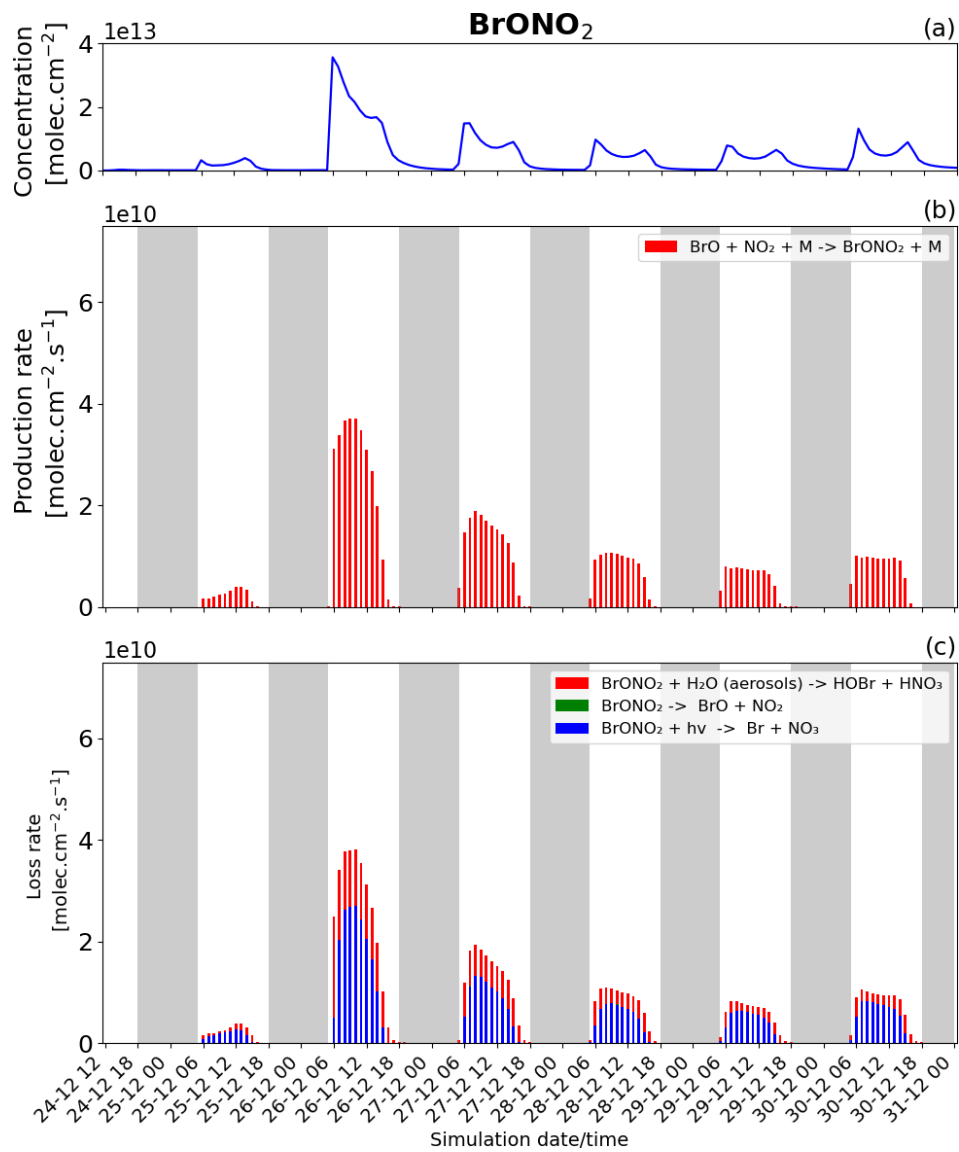 BrONO₂
1e13
(a)
Concentration
[molec.cm⁻²]
4
2
0
1e10
(b)
BrO + NO₂ + M -> BrONO₂ + M
Production rate
[molec.cm⁻².s⁻¹]
6
4
2
0
1e10
(c)
BrONO₂ + H₂O (aerosols) -> HOBr + HNO₃
BrONO₂ -> BrO + NO₂
BrONO₂ + hv -> Br + NO₃
Loss rate
[molec.cm⁻².s⁻¹]
6
4
2
0
24-12 12
24-12 18
25-12 00
25-12 06
25-12 12
25-12 18
26-12 00
26-12 06
26-12 12
26-12 18
27-12 00
27-12 06
27-12 12
27-12 18
28-12 00
28-12 06
28-12 12
28-12 18
29-12 00
29-12 06
29-12 12
29-12 18
30-12 00
30-12 06
30-12 12
30-12 18
31-12 00
Simulation date/time